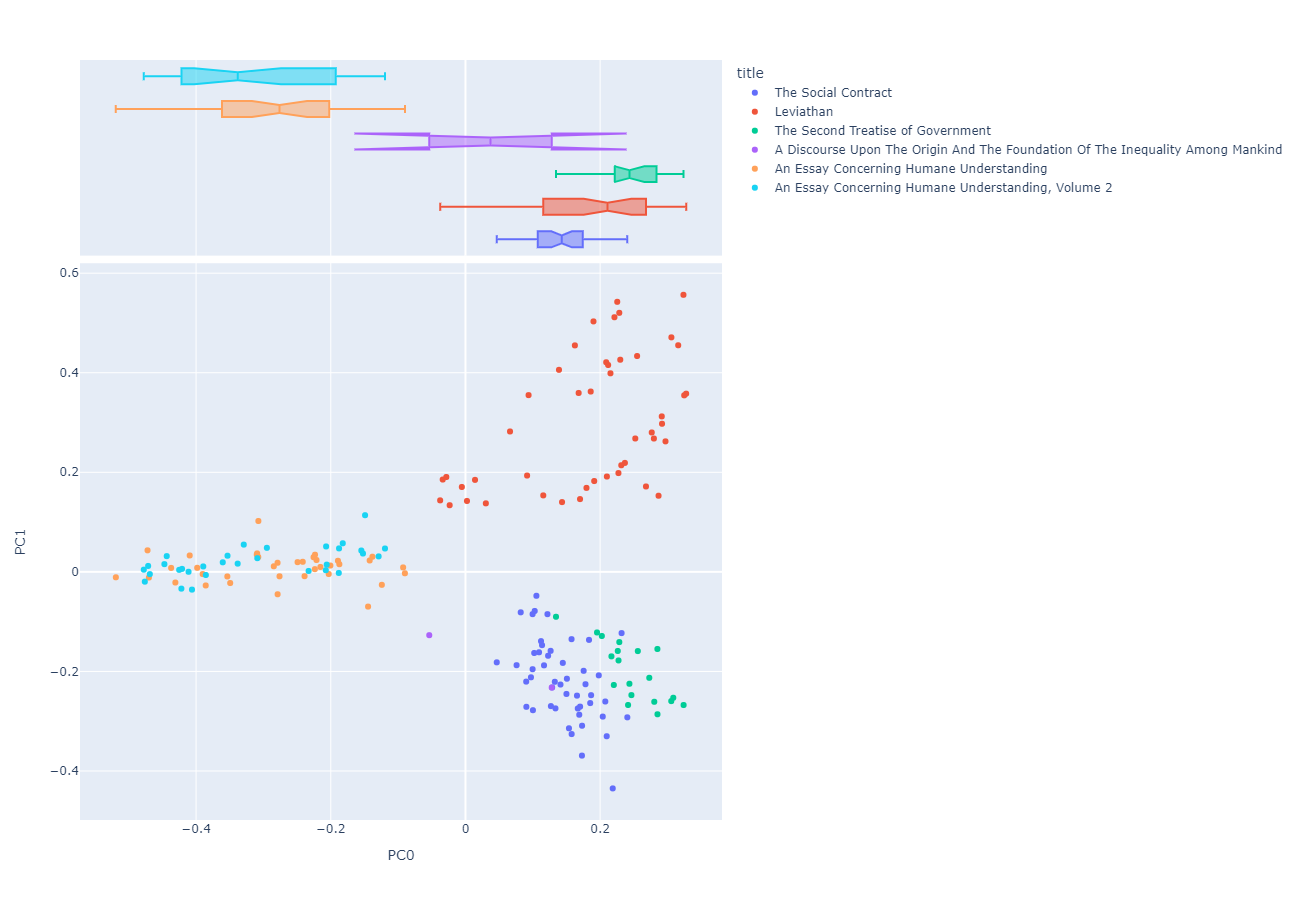 title
The Social Contract
Leviathan
The Second Treatise of Government
A Discourse Upon The Origin And The Foundation Of The Inequality Among Mankind
An Essay Concerning Humane Understanding
An Essay Concerning Humane Understanding, Volume 2
0.6
0.4
0.2
0
−0.2
−0.4
PC1
−0.4 −0.2 0 0.2
PC0